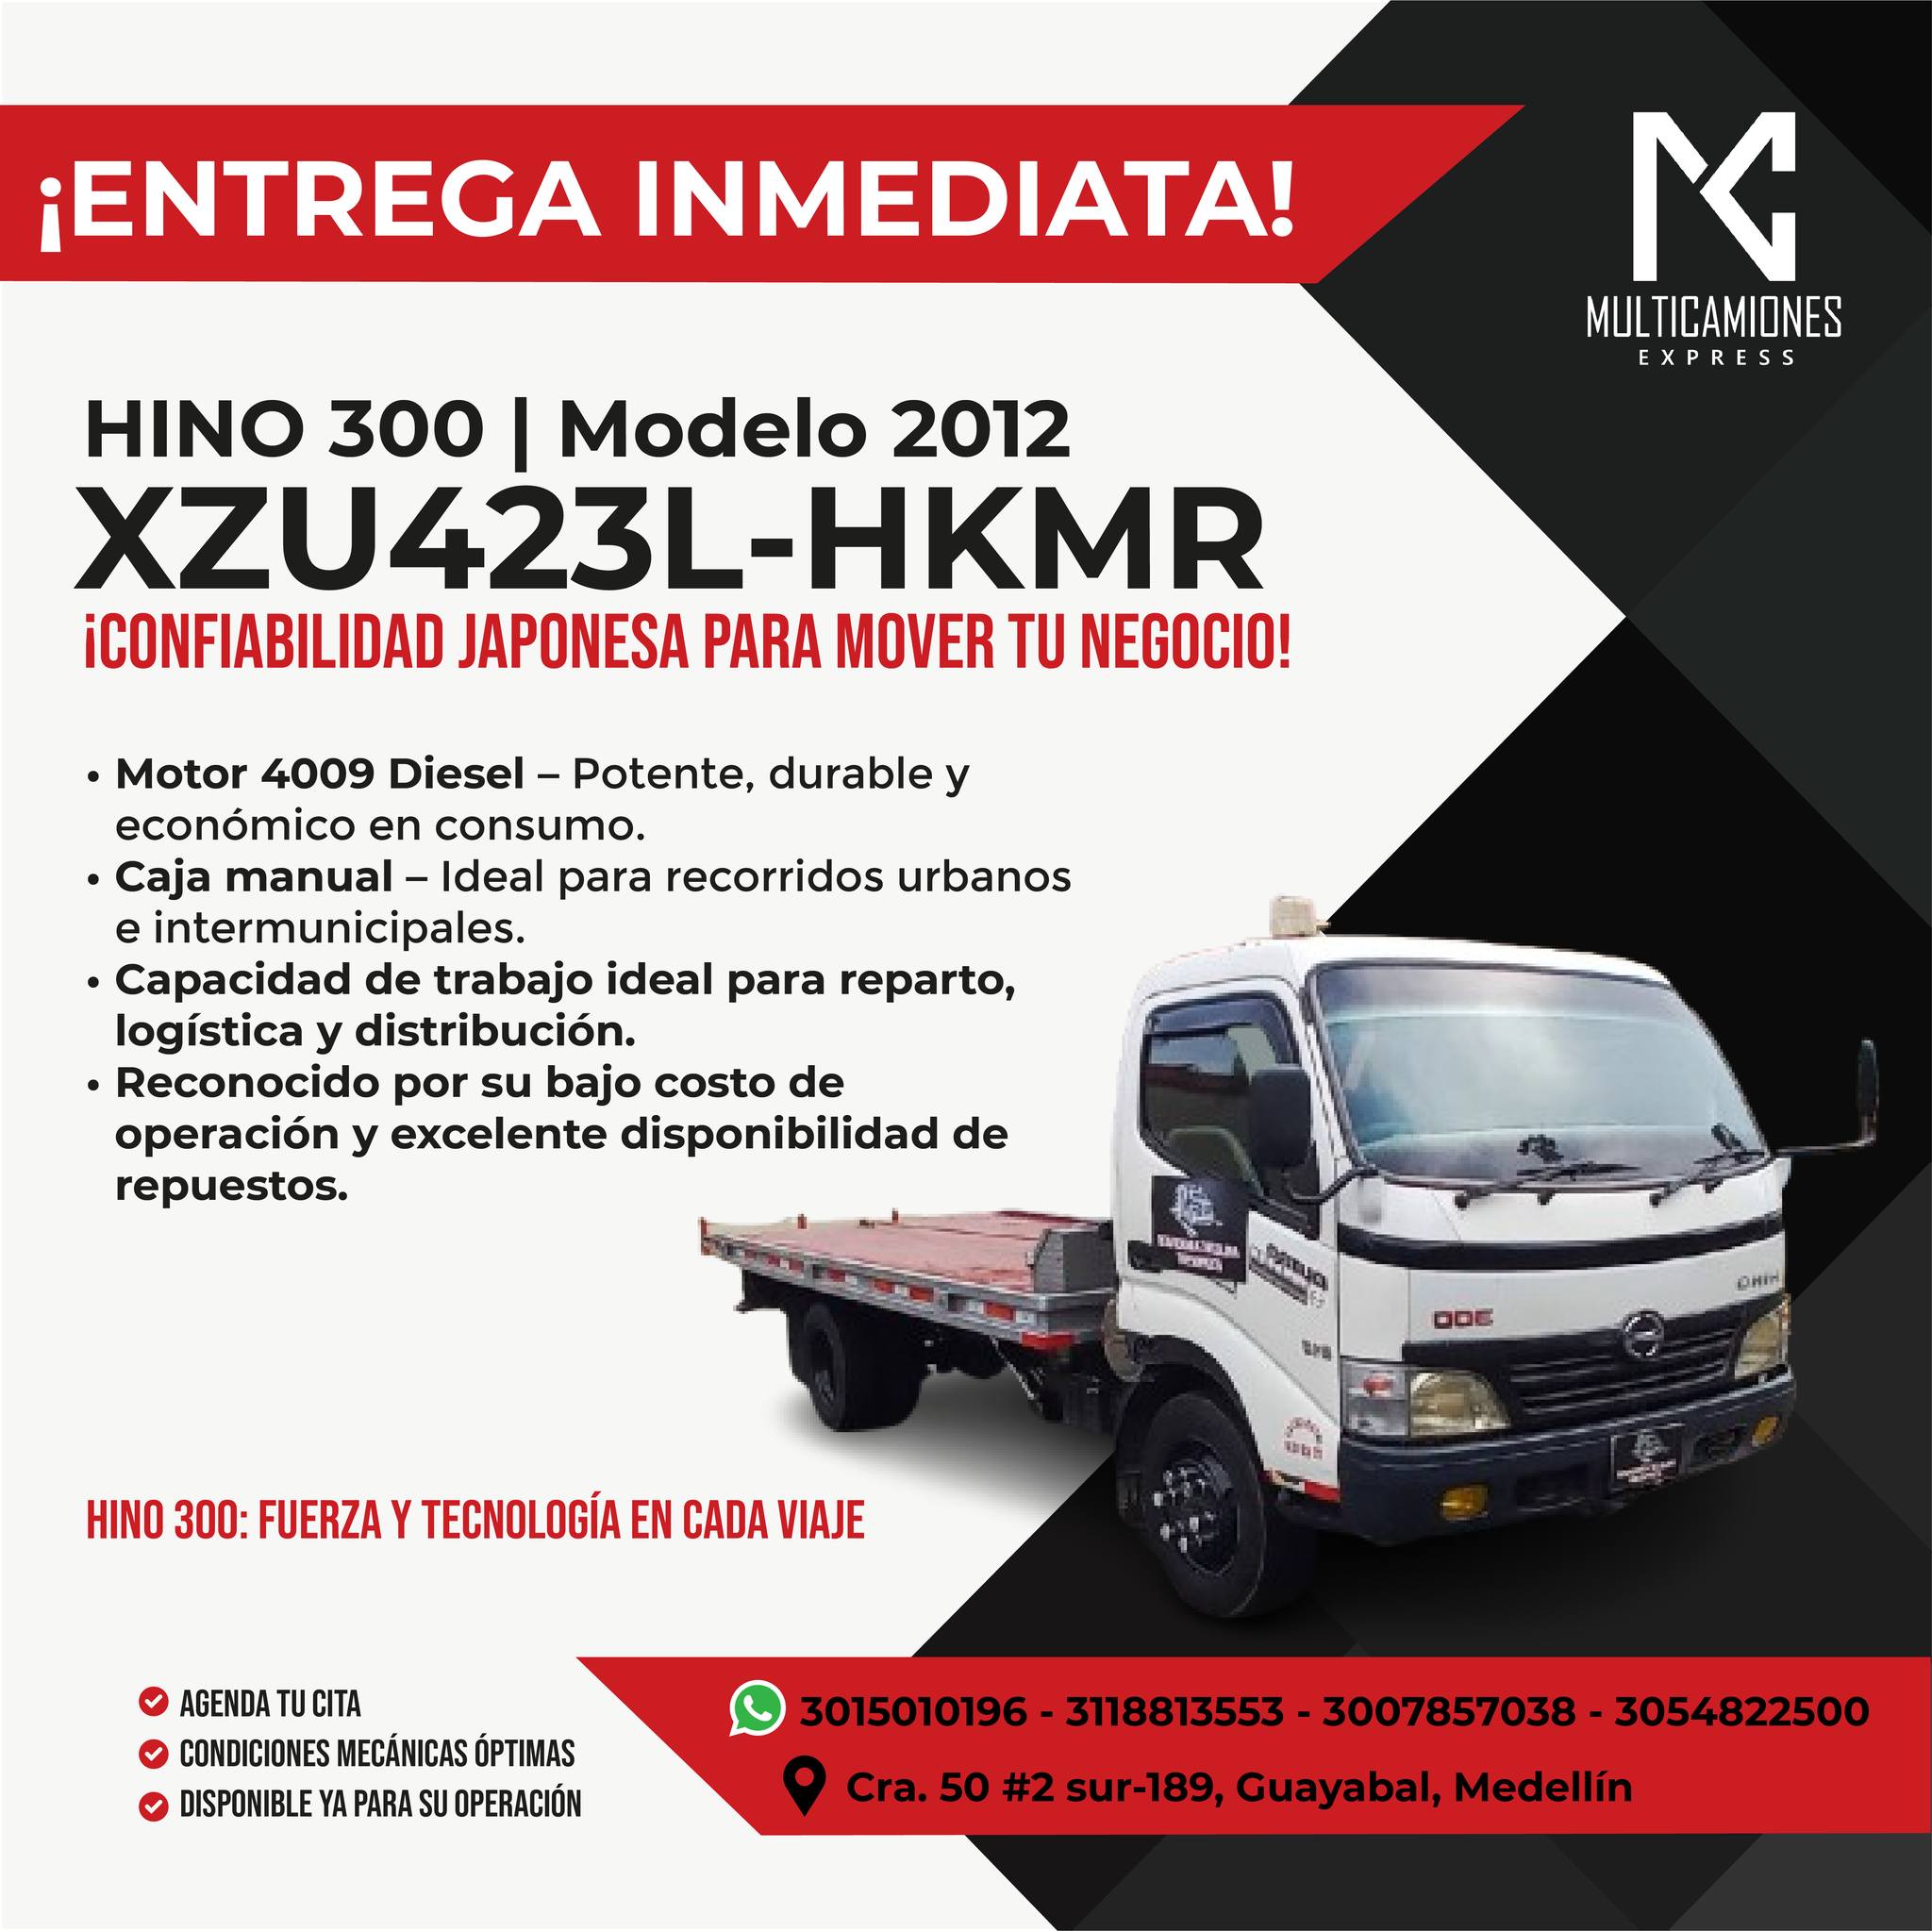 ¡ENTREGA INMEDIATA!
MULTICAMIONES
EXPRESS
HINO 300 | Modelo 2012
XZU423L-HKMR
¡CONFIABILIDAD JAPONESA PARA MOVER TU NEGOCIO!
• Motor 4009 Diesel – Potente, durable y
económico en consumo.
• Caja manual – Ideal para recorridos urbanos
e intermunicipales.
• Capacidad de trabajo ideal para reparto,
logística y distribución.
• Reconocido por su bajo costo de
operación y excelente disponibilidad de
repuestos.
HINO 300: FUERZA Y TECNOLOGÍA EN CADA VIAJE
AGENDA TU CITA
CONDICIONES MECÁNICAS ÓPTIMAS
DISPONIBLE YA PARA SU OPERACIÓN
3015010196 - 3118813553 - 3007857038 - 3054822500
Cra. 50 #2 sur-189, Guayabal, Medellín